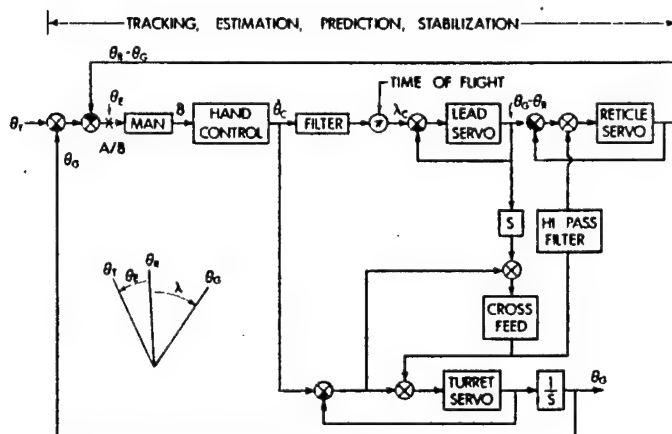 TRACKING, ESTIMATION, PREDICTION, STABILIZATION
θR-θG
TIME OF FLIGHT
θT
θE
MAN
B
HAND CONTROL
θ̇C
FILTER
π
λC
LEAD SERVO
θG-θR
RETICLE SERVO
A/B
θG
S
HI PASS FILTER
θT
θE
θR
λ
θG
CROSS FEED
TURRET SERVO
1/S
θG